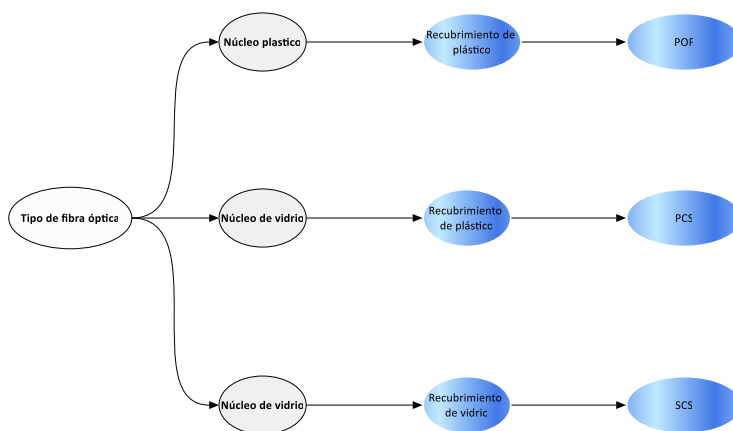 Núcleo plastico
Recubrimiento de
plástico
POF
Tipo de fibra óptica
Núcleo de vidrio
Recubrimiento
de plástico
PCS
Núcleo de vidrio
Recubrimiento
de vidric
SCS